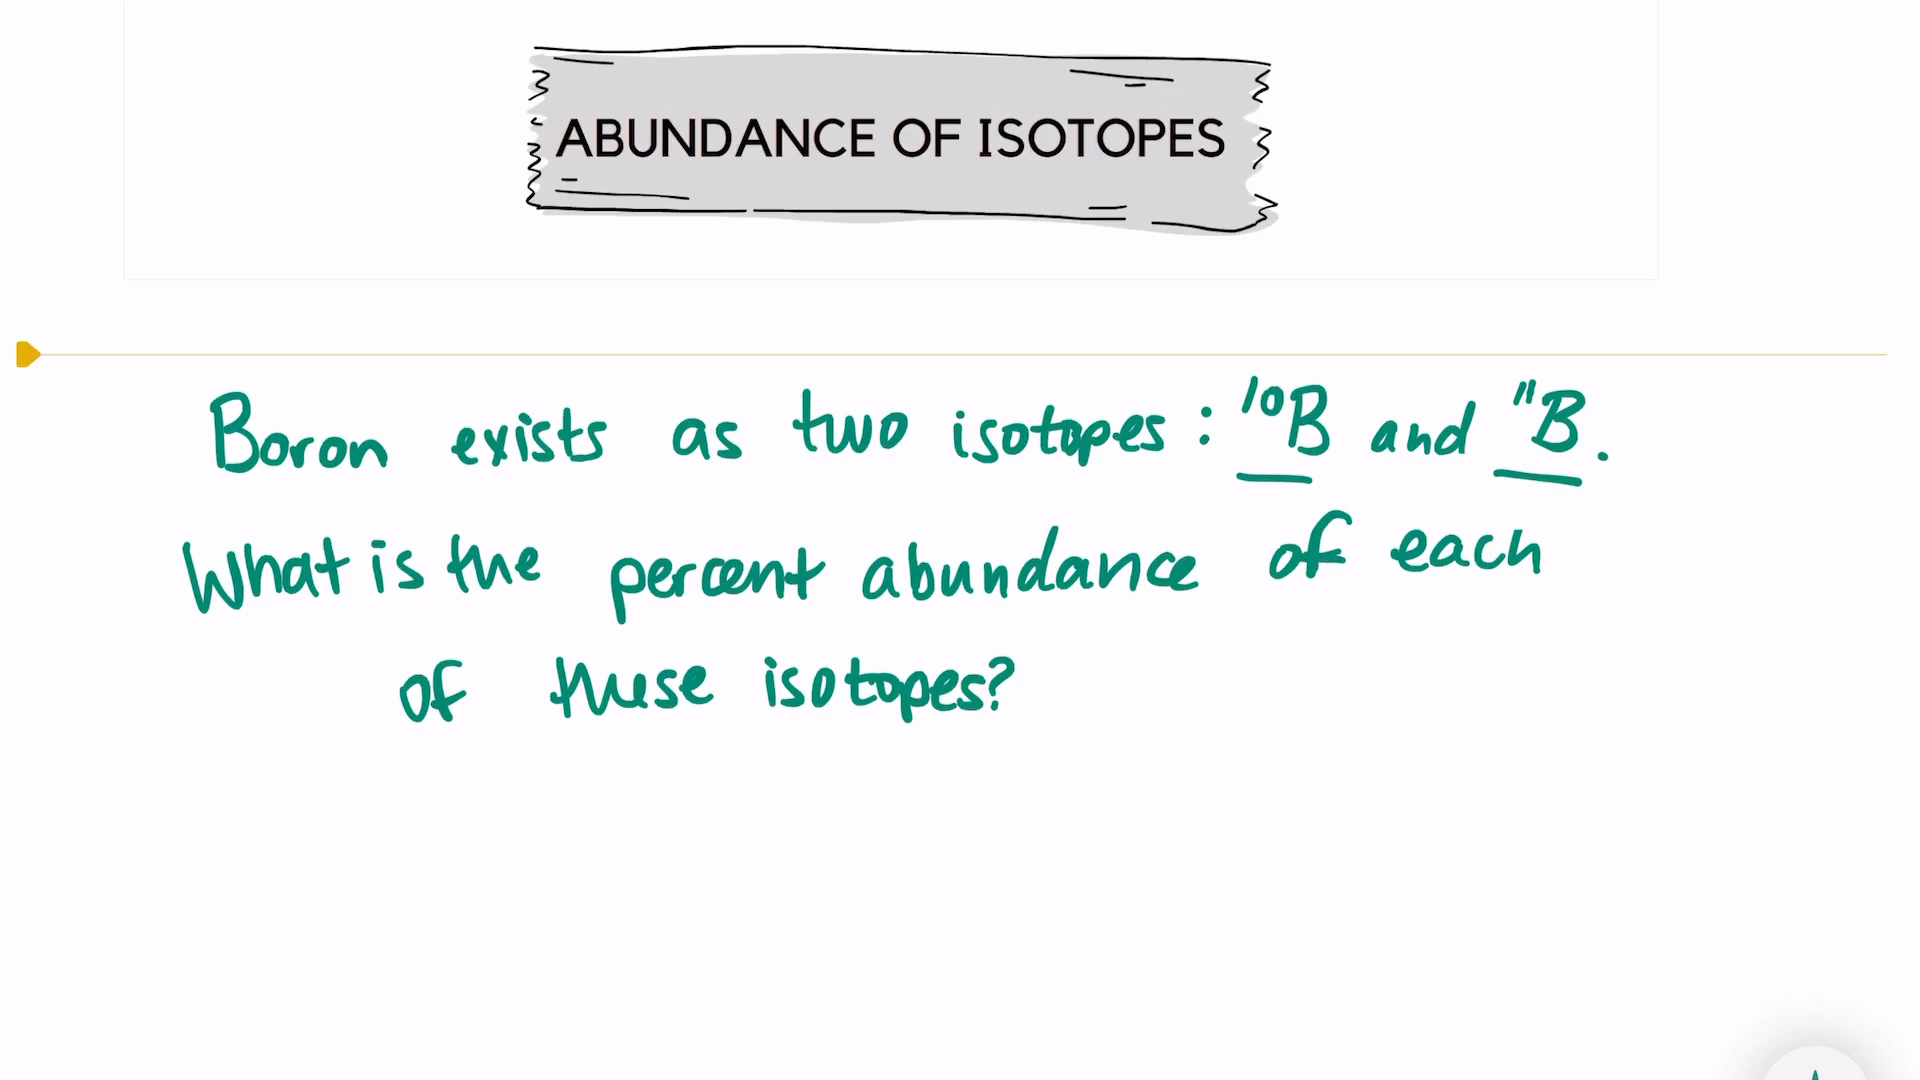 ABUNDANCE OF ISOTOPES
Boron exists as two isotopes: ¹⁰B and ¹¹B.
What is the percent abundance of each
of these isotopes?